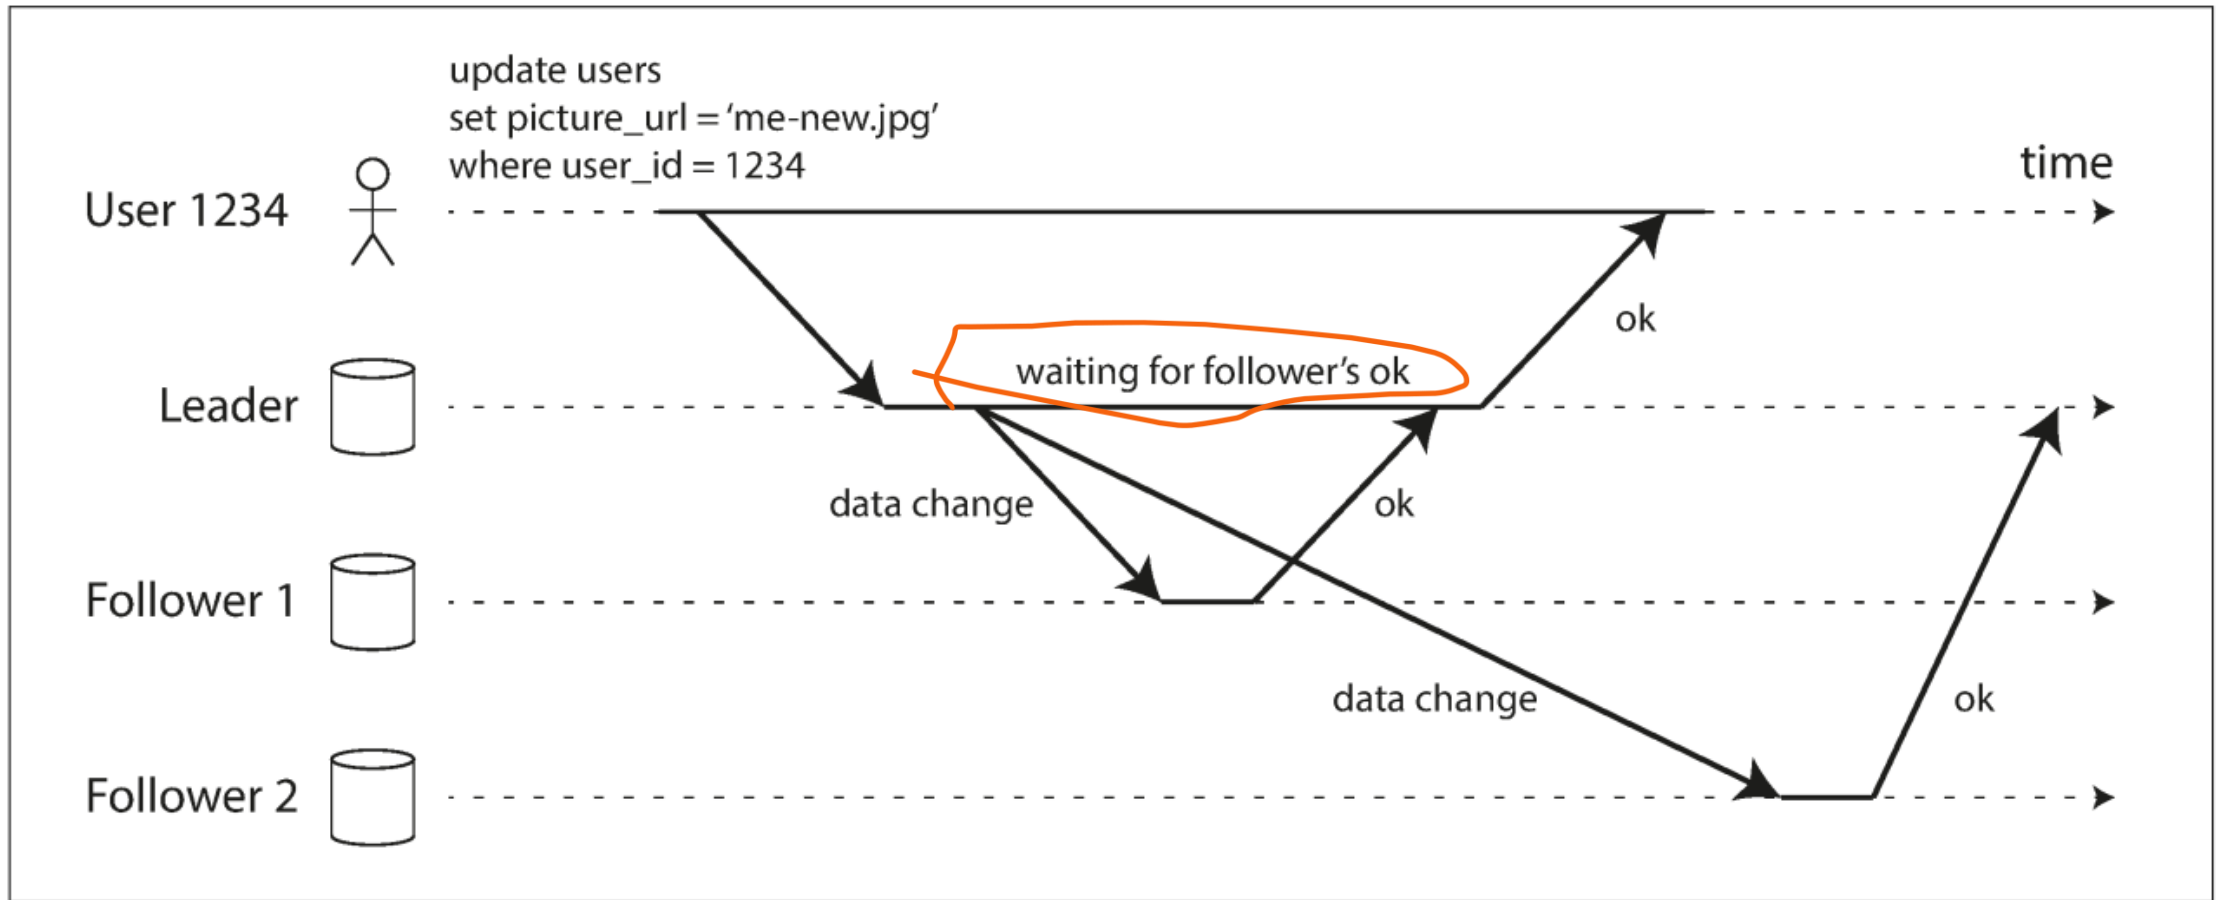 update users
set picture_url = ‘me-new.jpg’
where user_id = 1234
time
User 1234
ok
waiting for follower’s ok
Leader
data change
ok
Follower 1
data change
ok
Follower 2